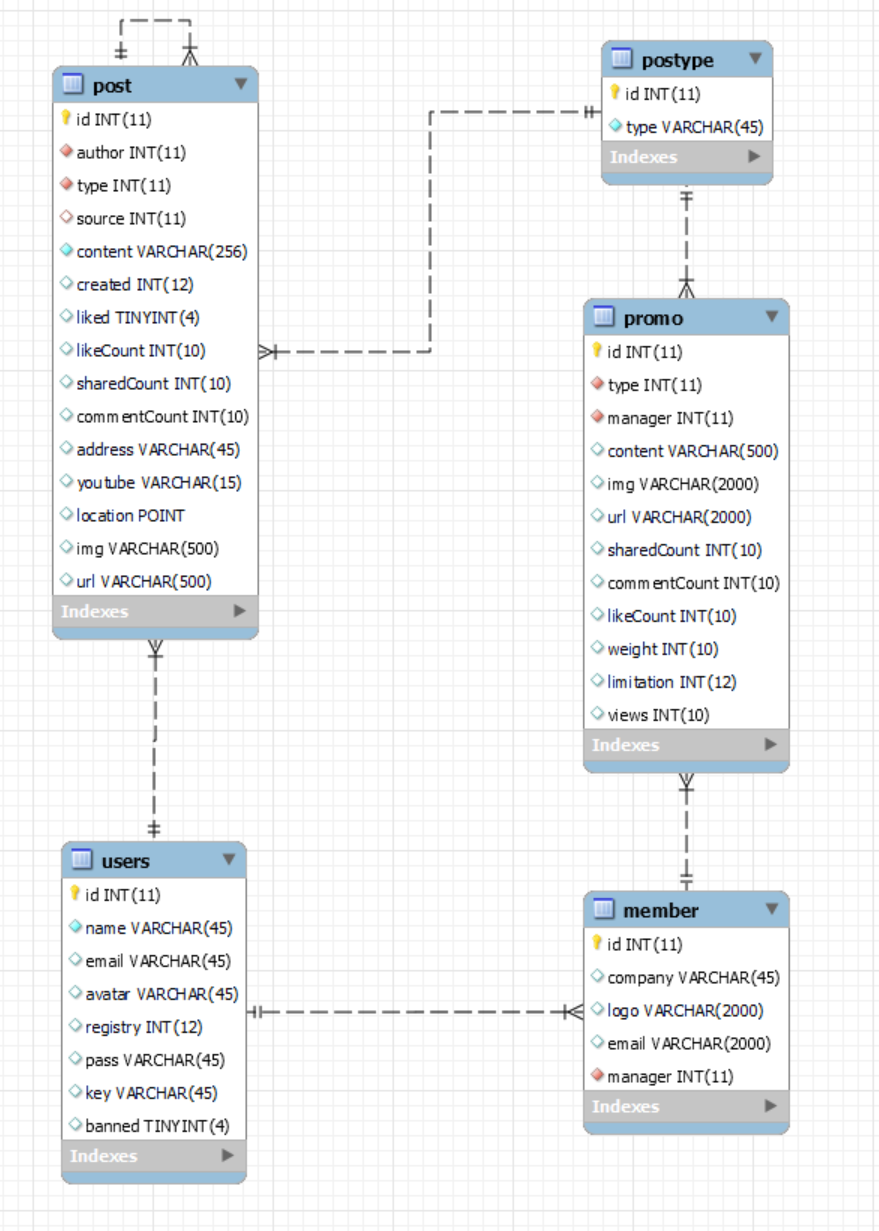 post
id INT(11)
author INT(11)
type INT(11)
source INT(11)
content VARCHAR(256)
created INT(12)
liked TINYINT(4)
likeCount INT(10)
sharedCount INT(10)
commentCount INT(10)
address VARCHAR(45)
youtube VARCHAR(15)
location POINT
img VARCHAR(500)
url VARCHAR(500)
Indexes
postype
id INT(11)
type VARCHAR(45)
Indexes
promo
id INT(11)
type INT(11)
manager INT(11)
content VARCHAR(500)
img VARCHAR(2000)
url VARCHAR(2000)
sharedCount INT(10)
commentCount INT(10)
likeCount INT(10)
weight INT(10)
limitation INT(12)
views INT(10)
Indexes
users
id INT(11)
name VARCHAR(45)
email VARCHAR(45)
avatar VARCHAR(45)
registry INT(12)
pass VARCHAR(45)
key VARCHAR(45)
banned TINYINT(4)
Indexes
member
id INT(11)
company VARCHAR(45)
logo VARCHAR(2000)
email VARCHAR(2000)
manager INT(11)
Indexes